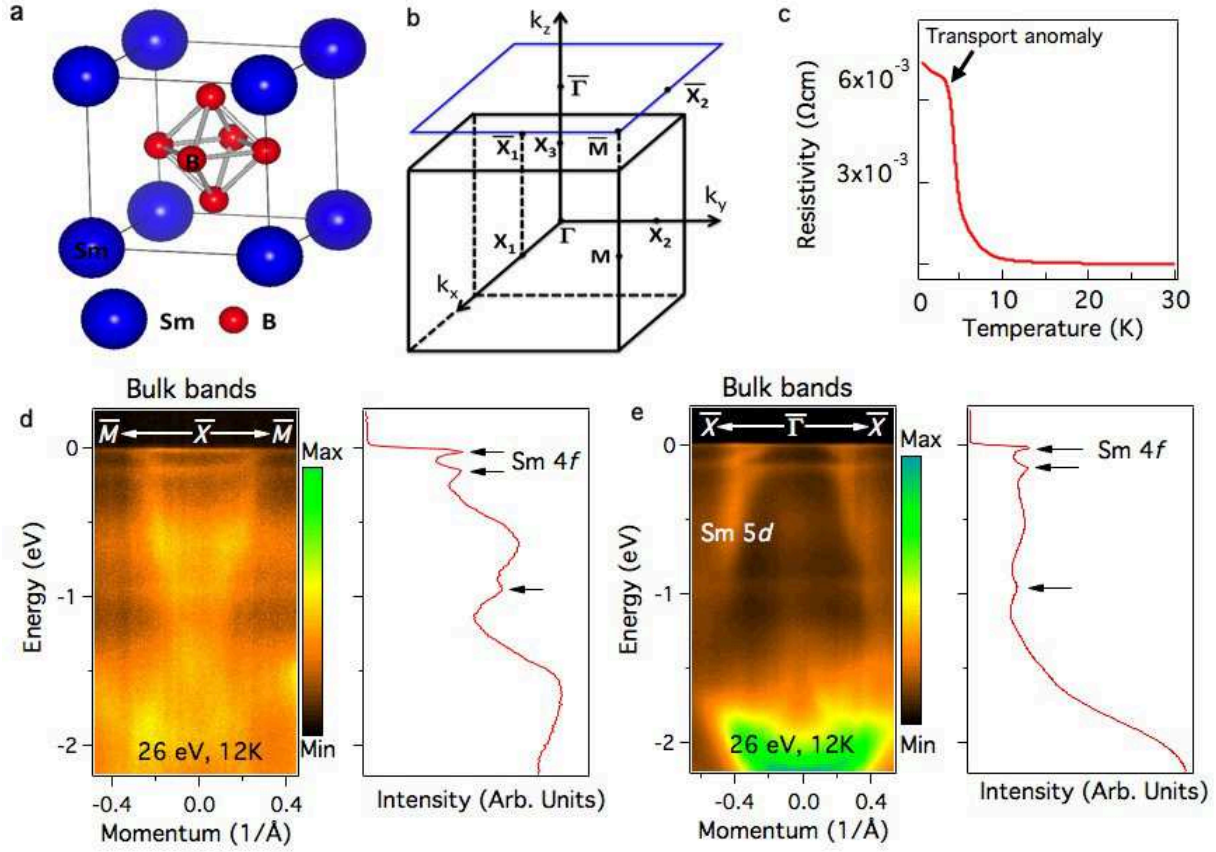 a
B
Sm
Sm
B
b
k_z
Γ̅
X̅₂
X̅₁
X₃
M̅
k_y
X₁
Γ
X₂
M
k_x
c
Transport anomaly
6x10⁻³
3x10⁻³
Resistivity (Ωcm)
0
5
10
15
20
25
30
Temperature (K)
d
Bulk bands
M̅
X̅
M̅
0
-1
-2
Energy (eV)
26 eV, 12K
-0.4
0.0
0.4
Momentum (1/Å)
Max
Min
Sm 4f
Intensity (Arb. Units)
e
Bulk bands
X̅
Γ̅
X̅
0
-1
-2
Energy (eV)
Sm 5d
26 eV, 12K
-0.4
0.0
0.4
Momentum (1/Å)
Max
Min
Sm 4f
Intensity (Arb. Units)